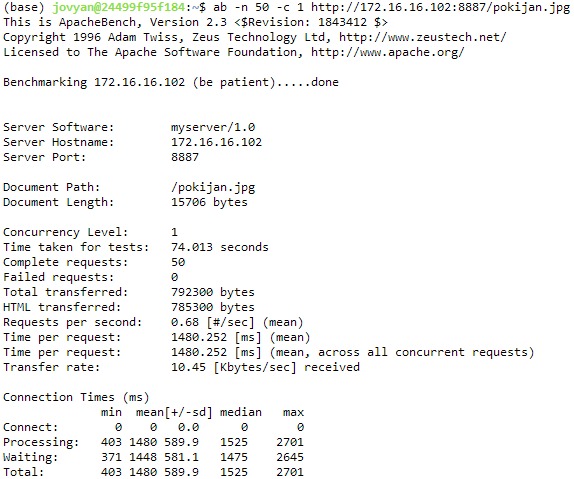 (base) jovyan@24499f95f184:~$ ab -n 50 -c 1 http://172.16.16.102:8887/pokijan.jpg
This is ApacheBench, Version 2.3 <$Revision: 1843412 $>
Copyright 1996 Adam Twiss, Zeus Technology Ltd, http://www.zeustech.net/
Licensed to The Apache Software Foundation, http://www.apache.org/

Benchmarking 172.16.16.102 (be patient).....done


Server Software:        myserver/1.0
Server Hostname:        172.16.16.102
Server Port:            8887

Document Path:          /pokijan.jpg
Document Length:        15706 bytes

Concurrency Level:      1
Time taken for tests:   74.013 seconds
Complete requests:      50
Failed requests:        0
Total transferred:      792300 bytes
HTML transferred:       785300 bytes
Requests per second:    0.68 [#/sec] (mean)
Time per request:       1480.252 [ms] (mean)
Time per request:       1480.252 [ms] (mean, across all concurrent requests)
Transfer rate:          10.45 [Kbytes/sec] received

Connection Times (ms)
              min  mean[+/-sd] median   max
Connect:        0    0   0.0      0       0
Processing:   403 1480 589.9   1525    2701
Waiting:      371 1448 581.1   1475    2645
Total:        403 1480 589.9   1525    2701